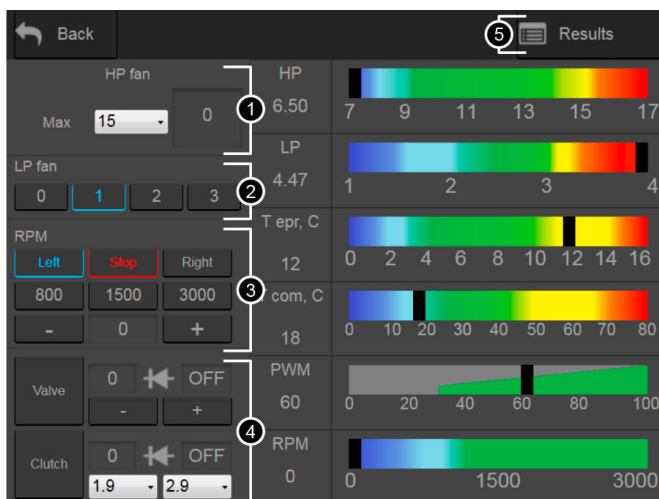 Back
5
Results
HP fan
Max 15 0
1
LP fan
0 1 2 3
2
RPM
Left Stop Right
800 1500 3000
- 0 +
3
Valve 0 OFF
- +
Clutch 0 OFF
1.9 2.9
4
HP
6.50
7 9 11 13 15 17
LP
4.47
1 2 3 4
T epr, C
12
0 2 4 6 8 10 12 14 16
T com, C
18
0 10 20 30 40 50 60 70 80
PWM
60
0 20 40 60 80 100
RPM
0
0 1500 3000